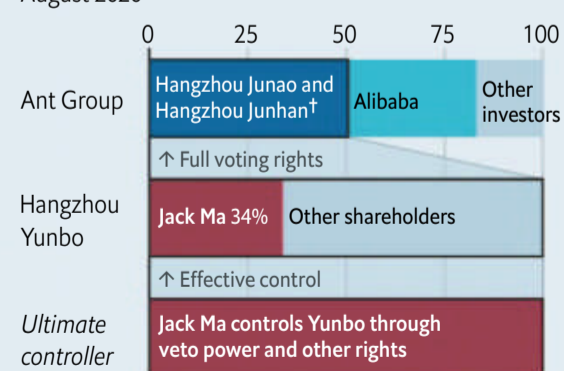 August 2020
0 25 50 75 100
Ant Group
Hangzhou Junao and
Hangzhou Junhan†
Alibaba
Other
investors
↑ Full voting rights
Hangzhou
Yunbo
Jack Ma 34%
Other shareholders
↑ Effective control
Ultimate
controller
Jack Ma controls Yunbo through
veto power and other rights